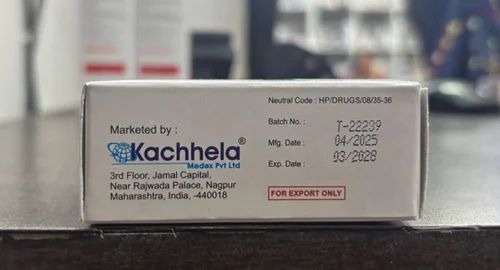 Neutral Code : HP/DRUGS/08/35-36
Batch No. : T-22239
Mfg. Date : 04/2025
Exp. Date : 03/2028
FOR EXPORT ONLY
Marketed by :
Kachhela®
Medex Pvt Ltd
3rd Floor, Jamal Capital,
Near Rajwada Palace, Nagpur
Maharashtra, India, -440018